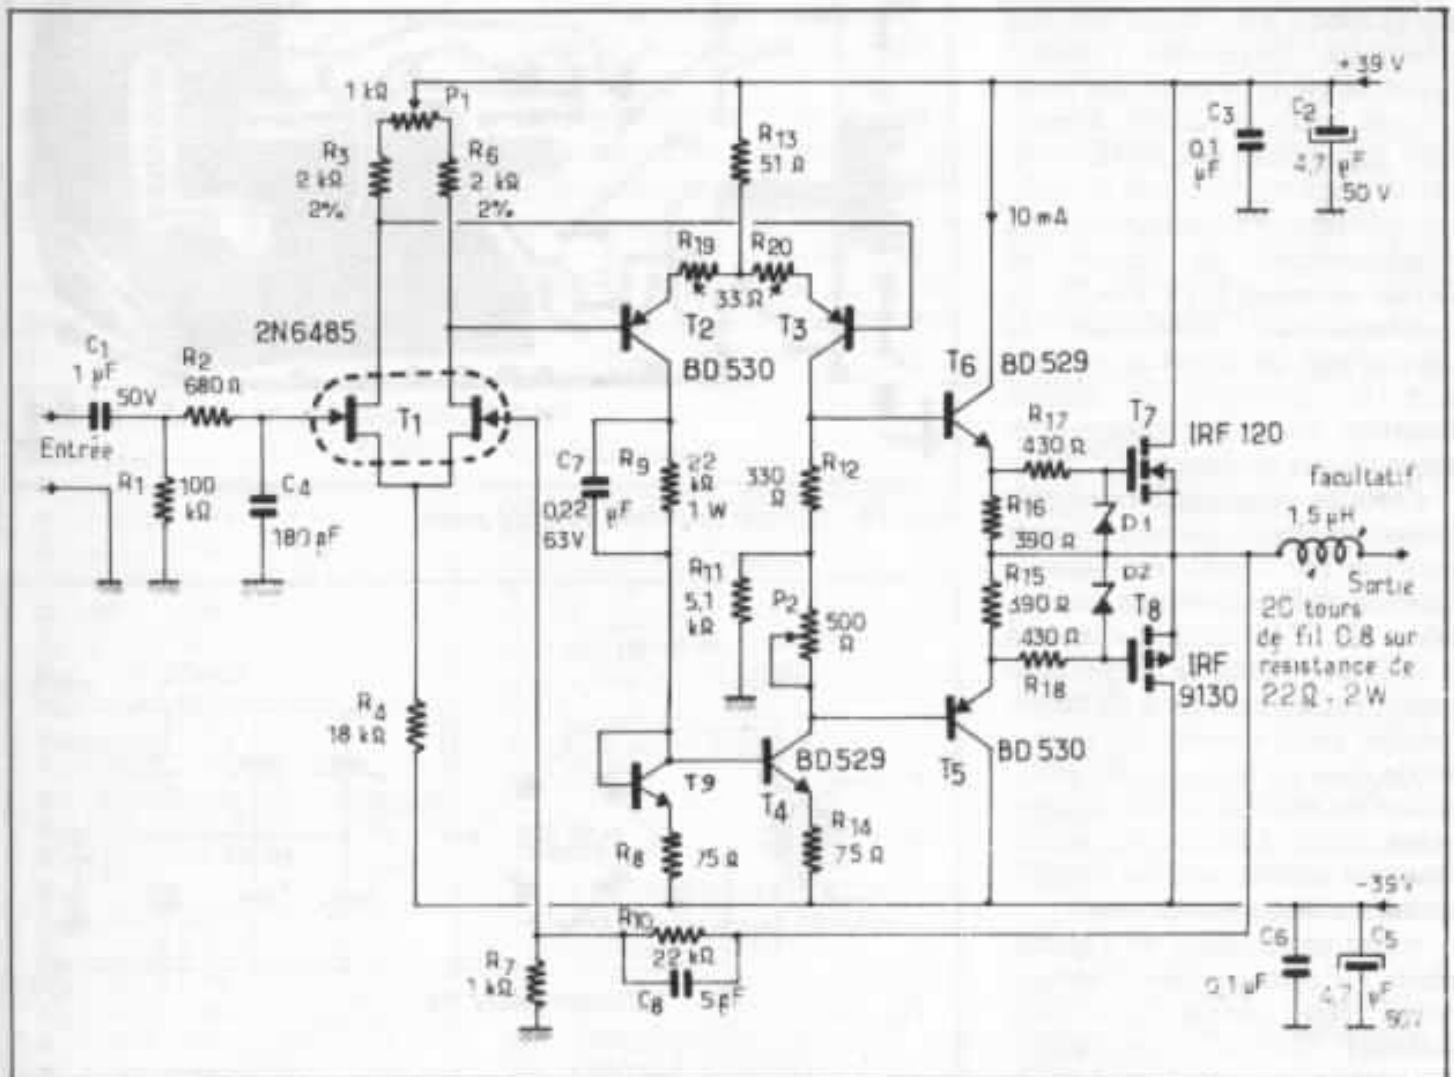 +39 V
1 kΩ
P1
R3
2 kΩ
2%
R6
2 kΩ
2%
R13
51 Ω
C3
0,1
µF
C2
4,7 µF
50 V
10 mA
R19
R20
33 Ω
T2
T3
BD 530
2N6485
C1
1 µF
50V
R2
680 Ω
T1
Entrée
R1
100
kΩ
C4
180 pF
C7
0,22
µF
63V
R9
22
kΩ
1 W
330
Ω
R12
T6
BD 529
R17
430 Ω
T7
IRF 120
R16
390 Ω
D1
facultatif
1,5 µH
Sortie
20 tours
de fil 0.8 sur
résistance de
22 Ω - 2 W
R11
5,1
kΩ
P2
500
Ω
R15
390 Ω
D2
T8
430 Ω
R18
IRF
9130
R4
18 kΩ
T9
T4
BD529
T5
BD 530
R8
75 Ω
R14
75 Ω
R10
22 kΩ
C8
R7
1 kΩ
C6
0,1 µF
C5
4,7 µF